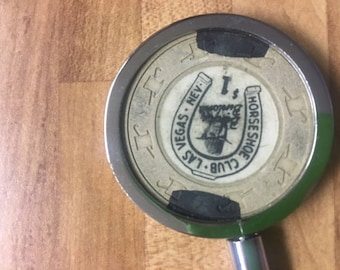 $1
HORSESHOE CLUB · LAS VEGAS · NEV.